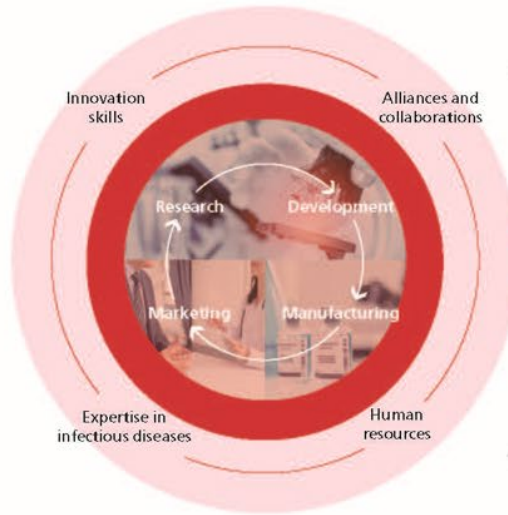 Innovation
skills
Alliances and
collaborations
Research
Development
Marketing
Manufacturing
Expertise in
infectious diseases
Human
resources